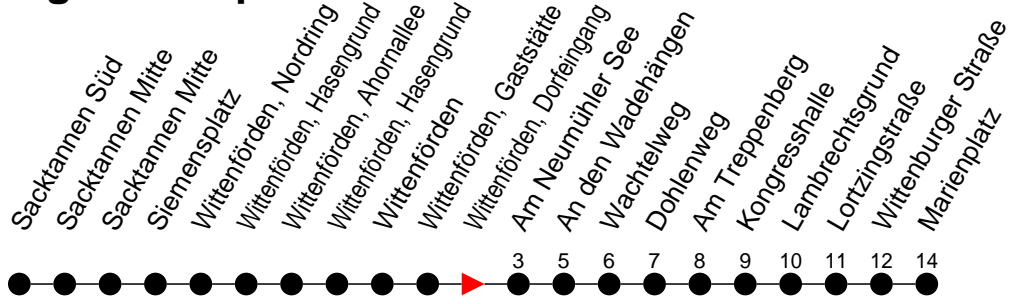 Sacktannen Süd
Sacktannen Mitte
Sacktannen Mitte
Siemensplatz
Wittenförden, Nordring
Wittenförden, Hasengrund
Wittenförden, Ahornallee
Wittenförden, Hasengrund
Wittenförden
Wittenförden, Gaststätte
Wittenförden, Dorfeingang
Am Neumühler See
An den Wadehängen
Wachtelweg
Dohlenweg
Am Treppenberg
Kongresshalle
Lambrechtsgrund
Lortzingstraße
Wittenburger Straße
Marienplatz
3 5 6 7 8 9 10 11 12 14